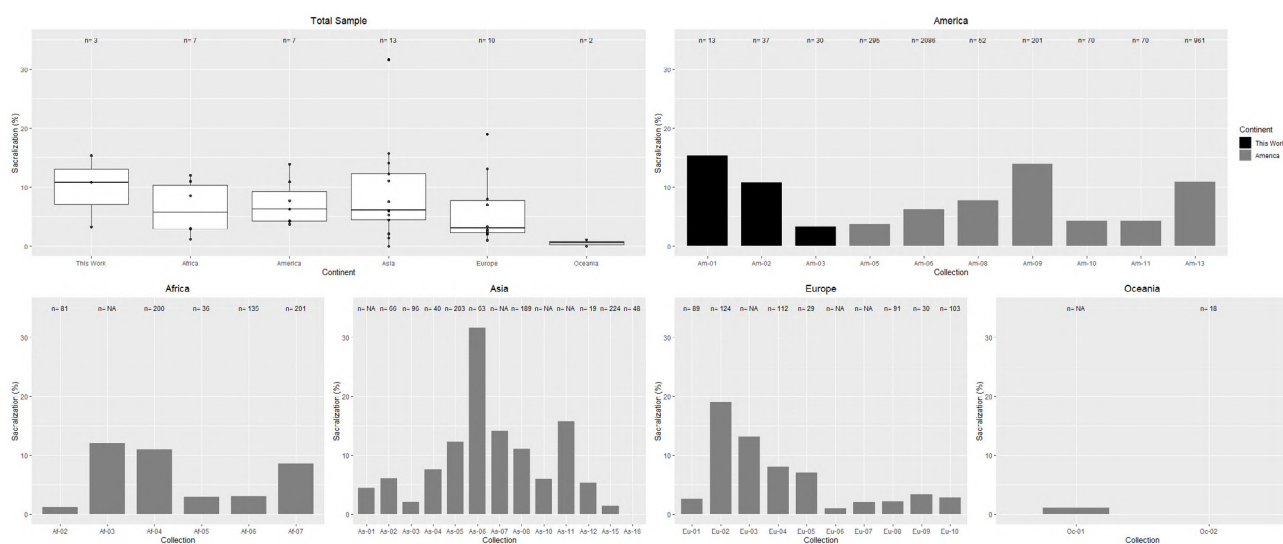 Total Sample
n= 3 n= 7 n= 7 n= 13 n= 10 n= 2
Sacralization (%)
30
20
10
0
This Work Africa America Asia Europe Oceania
Continent
America
n= 13 n= 37 n= 30 n= 295 n= 2086 n= 52 n= 201 n= 70 n= 70 n= 961
Sacralization (%)
30
20
10
0
Am-01 Am-02 Am-03 Am-05 Am-06 Am-08 Am-09 Am-10 Am-11 Am-13
Collection
Continent
This Work
America
Africa
n= 81 n= NA n= 200 n= 36 n= 135 n= 201
Sacralization (%)
30
20
10
0
Af-02 Af-03 Af-04 Af-05 Af-06 Af-07
Collection
Asia
n= NA n= 66 n= 96 n= 40 n= 203 n= 63 n= NA n= 189 n= NA n= NA n= 19 n= 224 n= 48
Sacralization (%)
30
20
10
0
As-01 As-02 As-03 As-04 As-05 As-06 As-07 As-08 As-10 As-11 As-12 As-15 As-16
Collection
Europe
n= 89 n= 124 n= NA n= 112 n= 29 n= NA n= NA n= 91 n= 30 n= 103
Sacralization (%)
30
20
10
0
Eu-01 Eu-02 Eu-03 Eu-04 Eu-05 Eu-06 Eu-07 Eu-08 Eu-09 Eu-10
Collection
Oceania
n= NA n= 18
Sacralization (%)
30
20
10
0
Oc-01 Oc-02
Collection